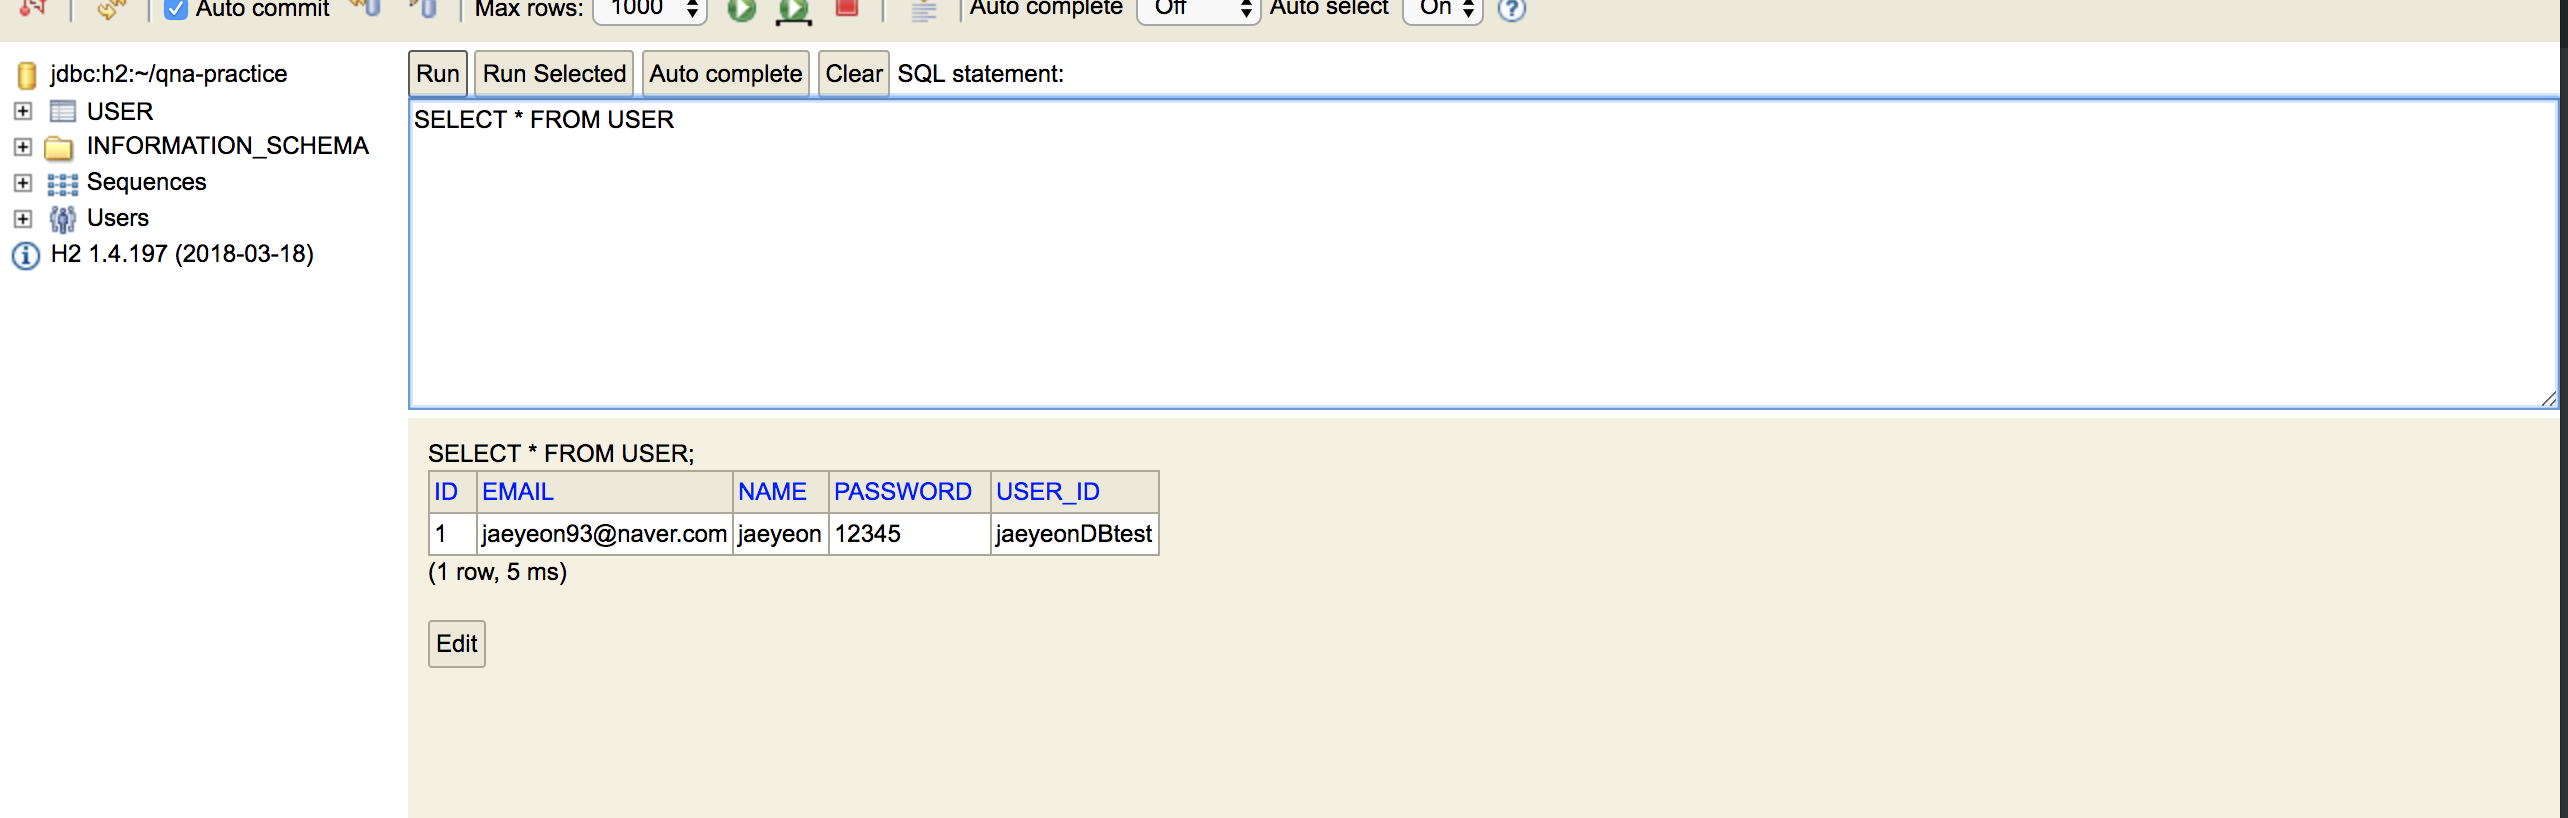 Auto commit Max rows: 1000 Auto complete Off Auto select On
jdbc:h2:~/qna-practice
USER
INFORMATION_SCHEMA
Sequences
Users
H2 1.4.197 (2018-03-18)
Run Run Selected Auto complete Clear SQL statement:
SELECT * FROM USER
SELECT * FROM USER;
ID EMAIL NAME PASSWORD USER_ID
1 jaeyeon93@naver.com jaeyeon 12345 jaeyeonDBtest
(1 row, 5 ms)
Edit